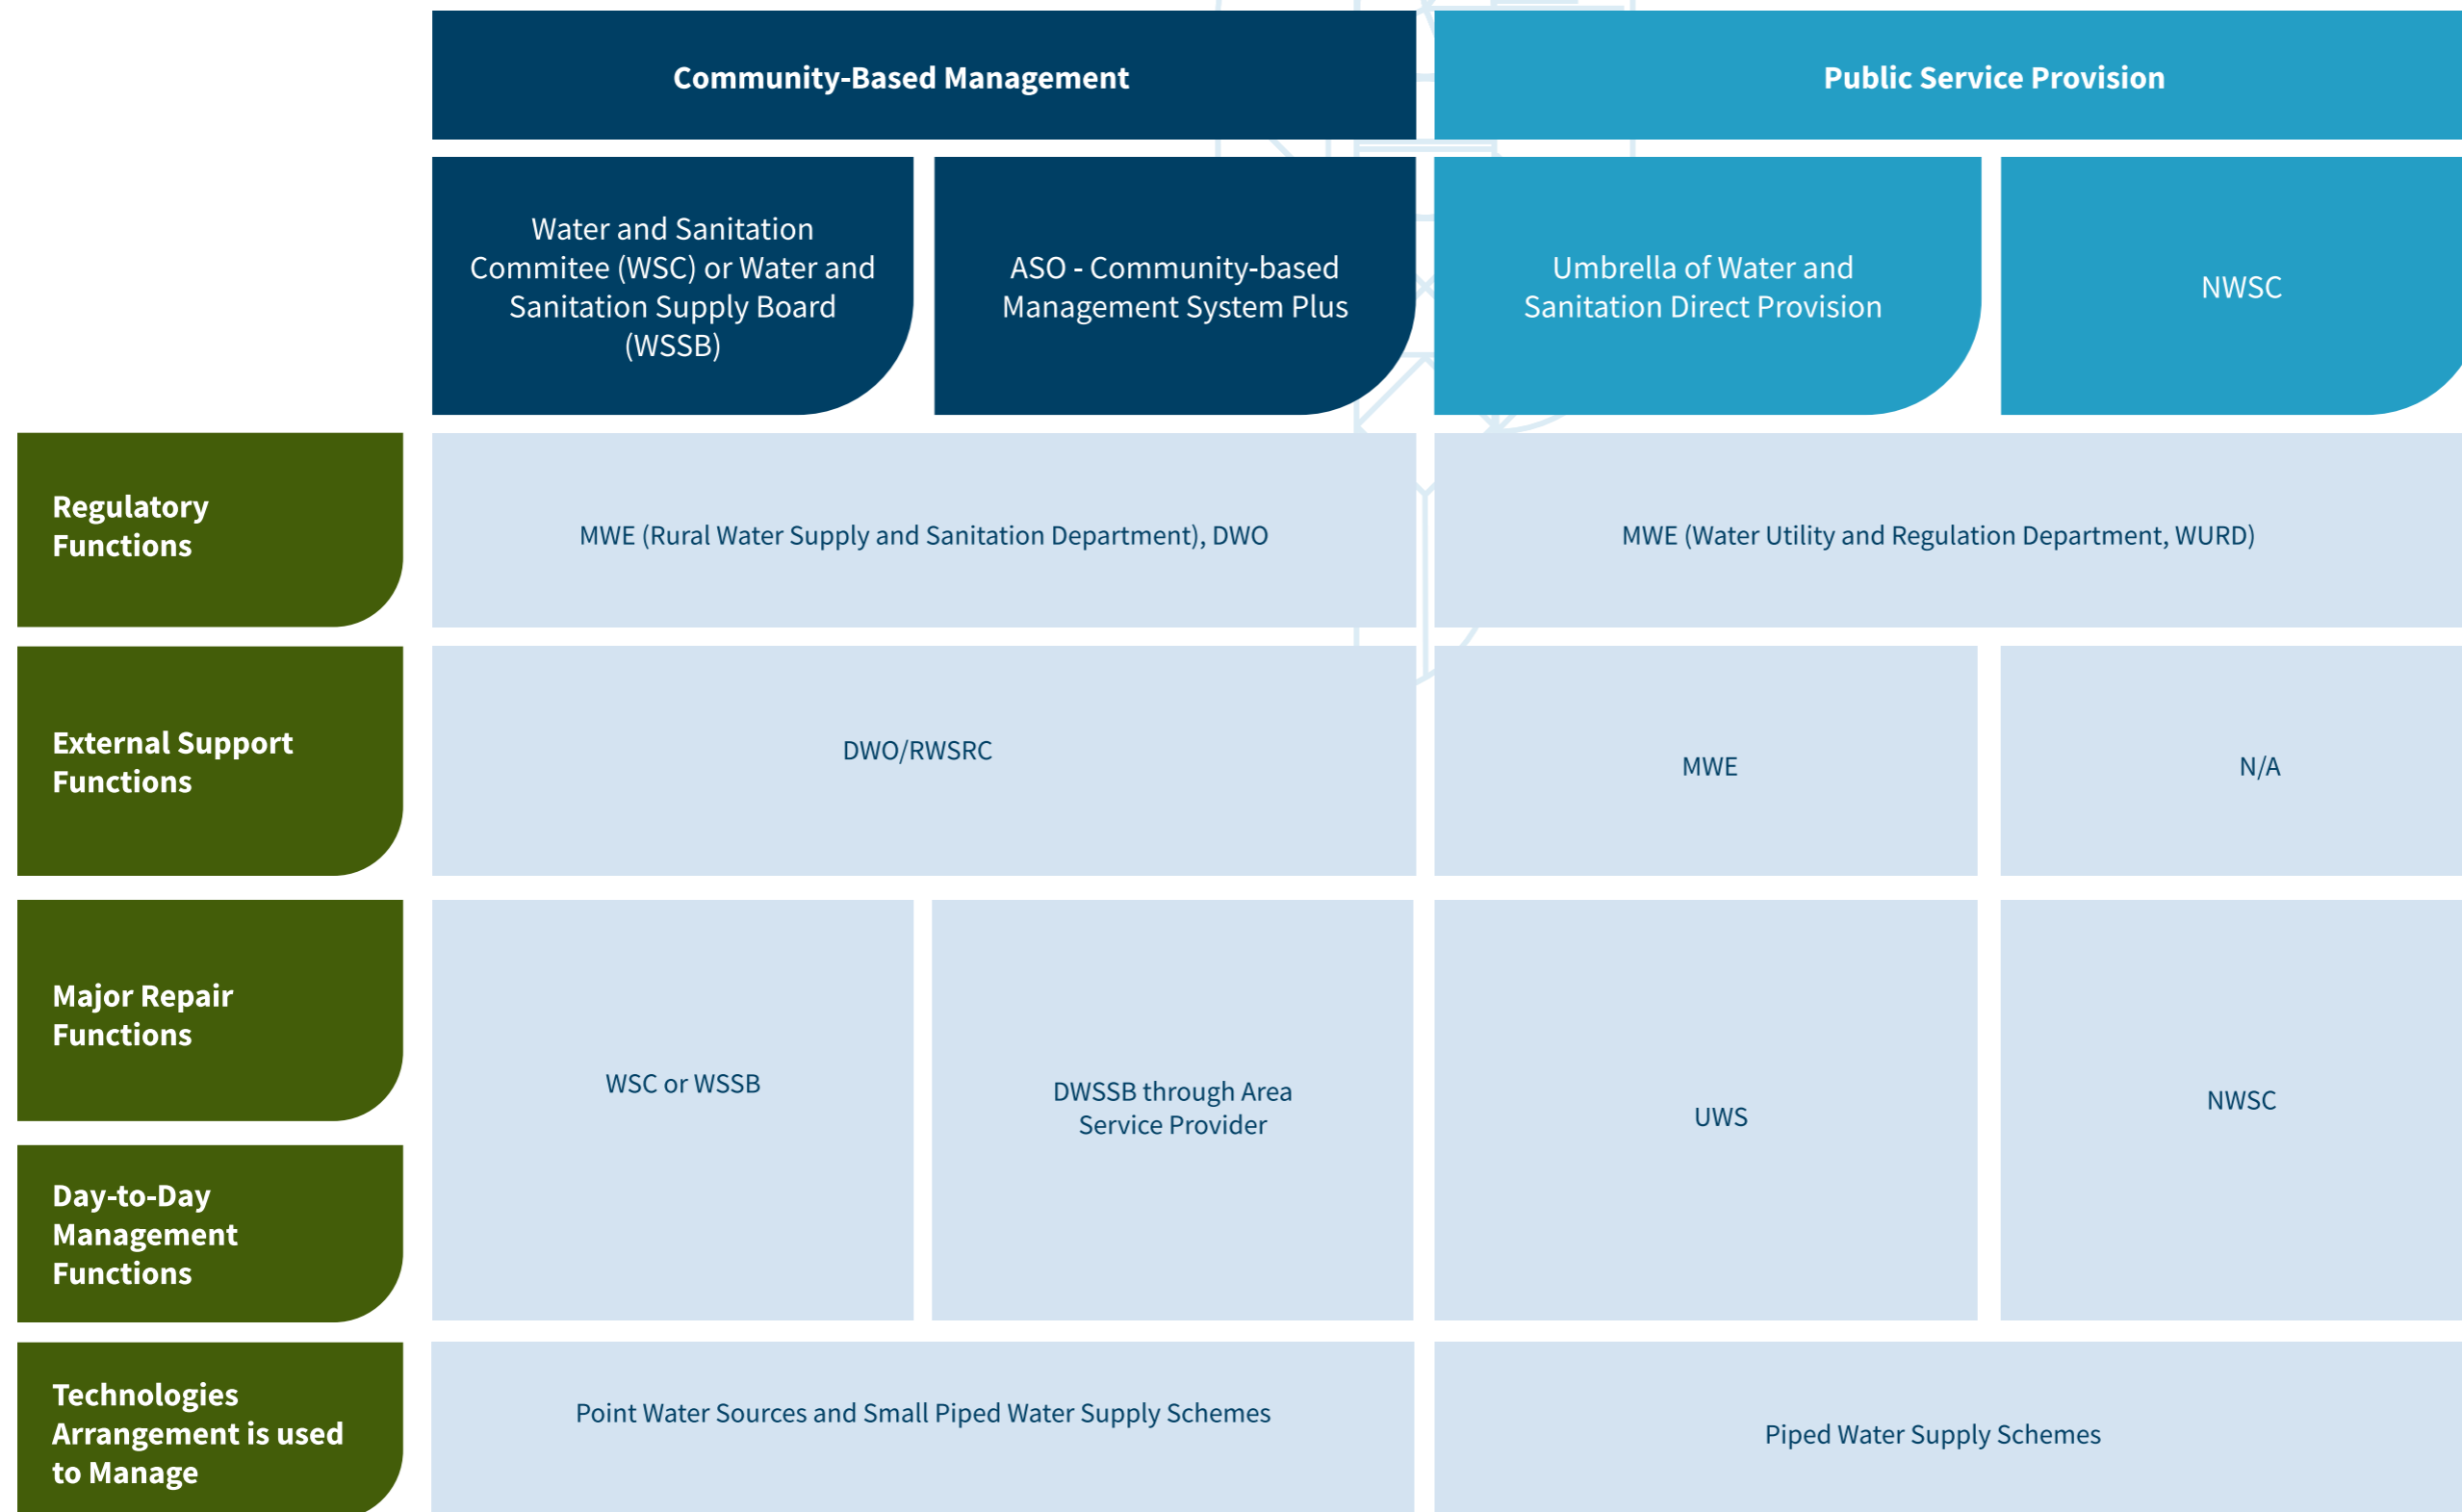 Community-Based Management
Public Service Provision
Water and Sanitation
Commitee (WSC) or Water and
Sanitation Supply Board
(WSSB)
ASO - Community-based
Management System Plus
Umbrella of Water and
Sanitation Direct Provision
NWSC
Regulatory
Functions
MWE (Rural Water Supply and Sanitation Department), DWO
MWE (Water Utility and Regulation Department, WURD)
External Support
Functions
DWO/RWSRC
MWE
N/A
Major Repair
Functions
WSC or WSSB
DWSSB through Area
Service Provider
UWS
NWSC
Day-to-Day
Management
Functions
Technologies
Arrangement is used
to Manage
Point Water Sources and Small Piped Water Supply Schemes
Piped Water Supply Schemes